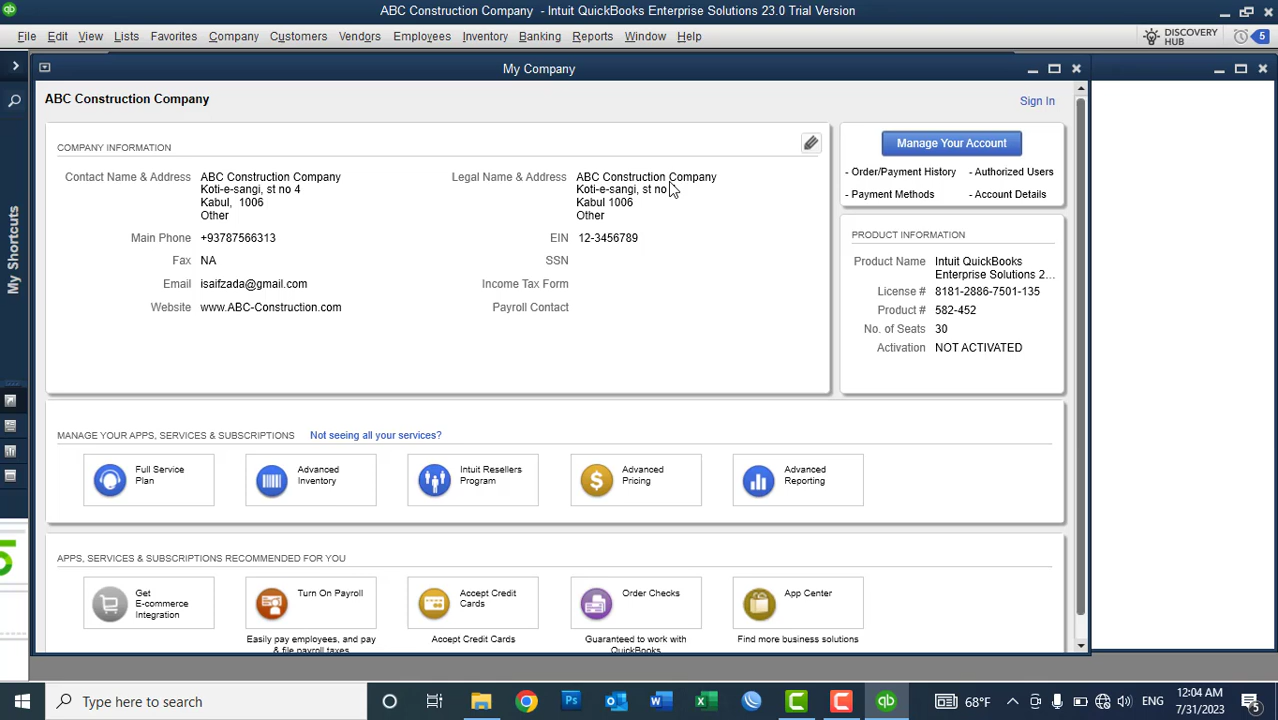 ABC Construction Company - Intuit QuickBooks Enterprise Solutions 23.0 Trial Version
File Edit View Lists Favorites Company Customers Vendors Employees Inventory Banking Reports Window Help
DISCOVERY HUB 5
My Company
ABC Construction Company
Sign In
COMPANY INFORMATION
Contact Name & Address ABC Construction Company
Koti-e-sangi, st no 4
Kabul, 1006
Other
Main Phone +93787566313
Fax NA
Email isaifzada@gmail.com
Website www.ABC-Construction.com
Legal Name & Address ABC Construction Company
Koti-e-sangi, st no
Kabul 1006
Other
EIN 12-3456789
SSN
Income Tax Form
Payroll Contact
Manage Your Account
- Order/Payment History - Authorized Users
- Payment Methods - Account Details
PRODUCT INFORMATION
Product Name Intuit QuickBooks
Enterprise Solutions 2...
License # 8181-2886-7501-135
Product # 582-452
No. of Seats 30
Activation NOT ACTIVATED
My Shortcuts
MANAGE YOUR APPS, SERVICES & SUBSCRIPTIONS Not seeing all your services?
Full Service
Plan
Advanced
Inventory
Intuit Resellers
Program
Advanced
Pricing
Advanced
Reporting
APPS, SERVICES & SUBSCRIPTIONS RECOMMENDED FOR YOU
Get
E-commerce
Integration
Turn On Payroll
Easily pay employees, and pay
& file payroll taxes
Accept Credit
Cards
Accept Credit Cards
Order Checks
Guaranteed to work with
QuickBooks
App Center
Find more business solutions
Type here to search
68°F
ENG
12:04 AM
7/31/2023
5